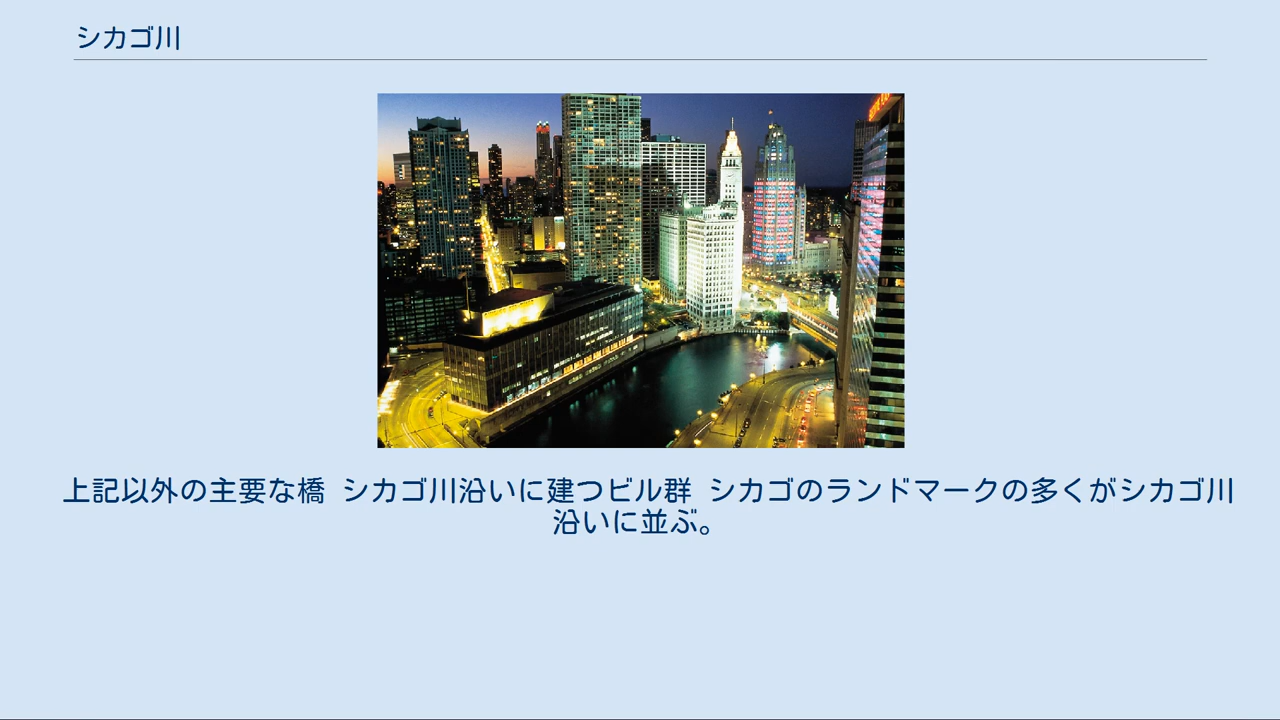 シカゴ川
上記以外の主要な橋 シカゴ川沿いに建つビル群 シカゴのランドマークの多くがシカゴ川
沿いに並ぶ。